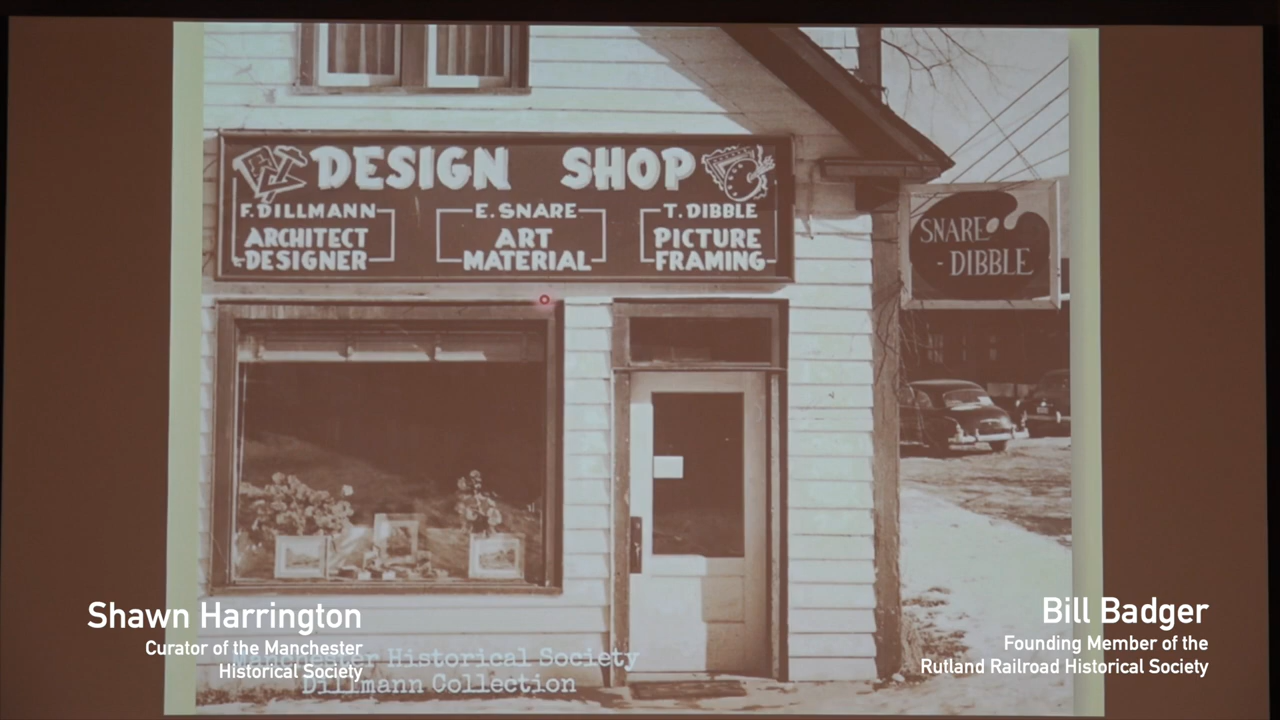 DESIGN SHOP
F. DILLMANN
ARCHITECT
DESIGNER
E. SNARE
ART
MATERIAL
T. DIBBLE
PICTURE
FRAMING
SNARE
- DIBBLE
Shawn Harrington
Curator of the Manchester
Historical Society
Bill Badger
Founding Member of the
Rutland Railroad Historical Society
Manchester Historical Society
Dillmann Collection